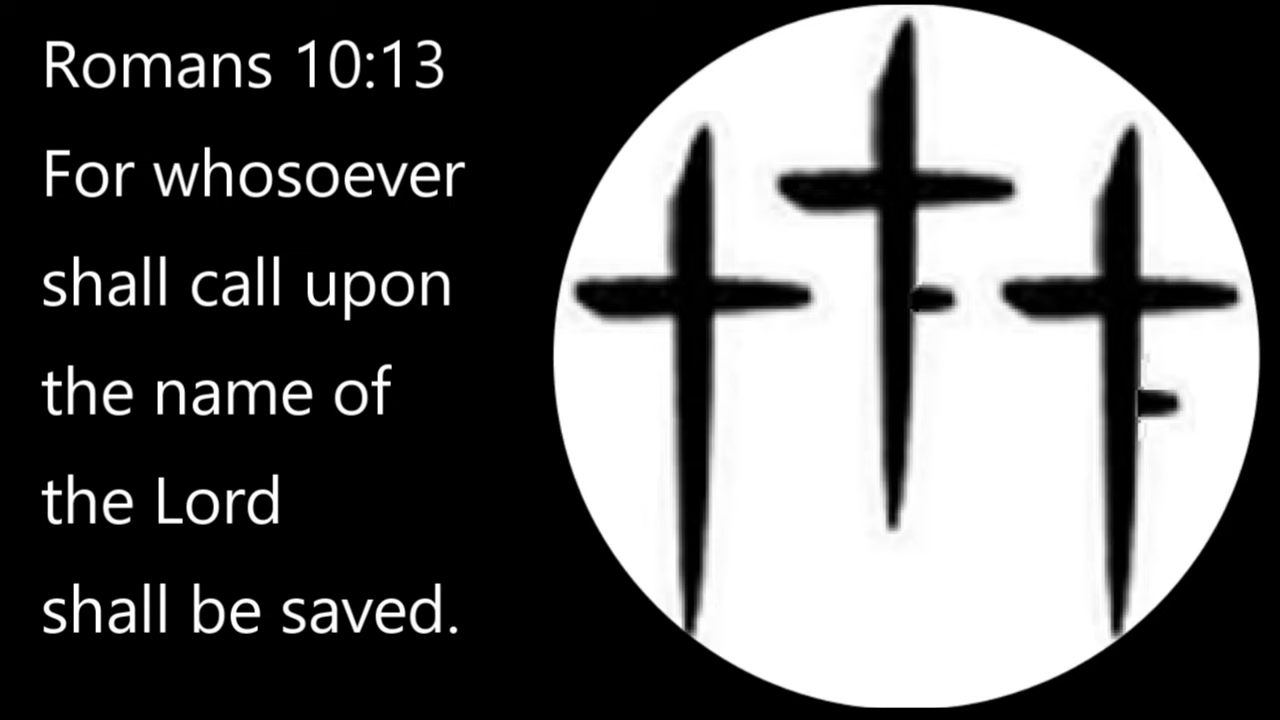 Romans 10:13
For whosoever
shall call upon
the name of
the Lord
shall be saved.